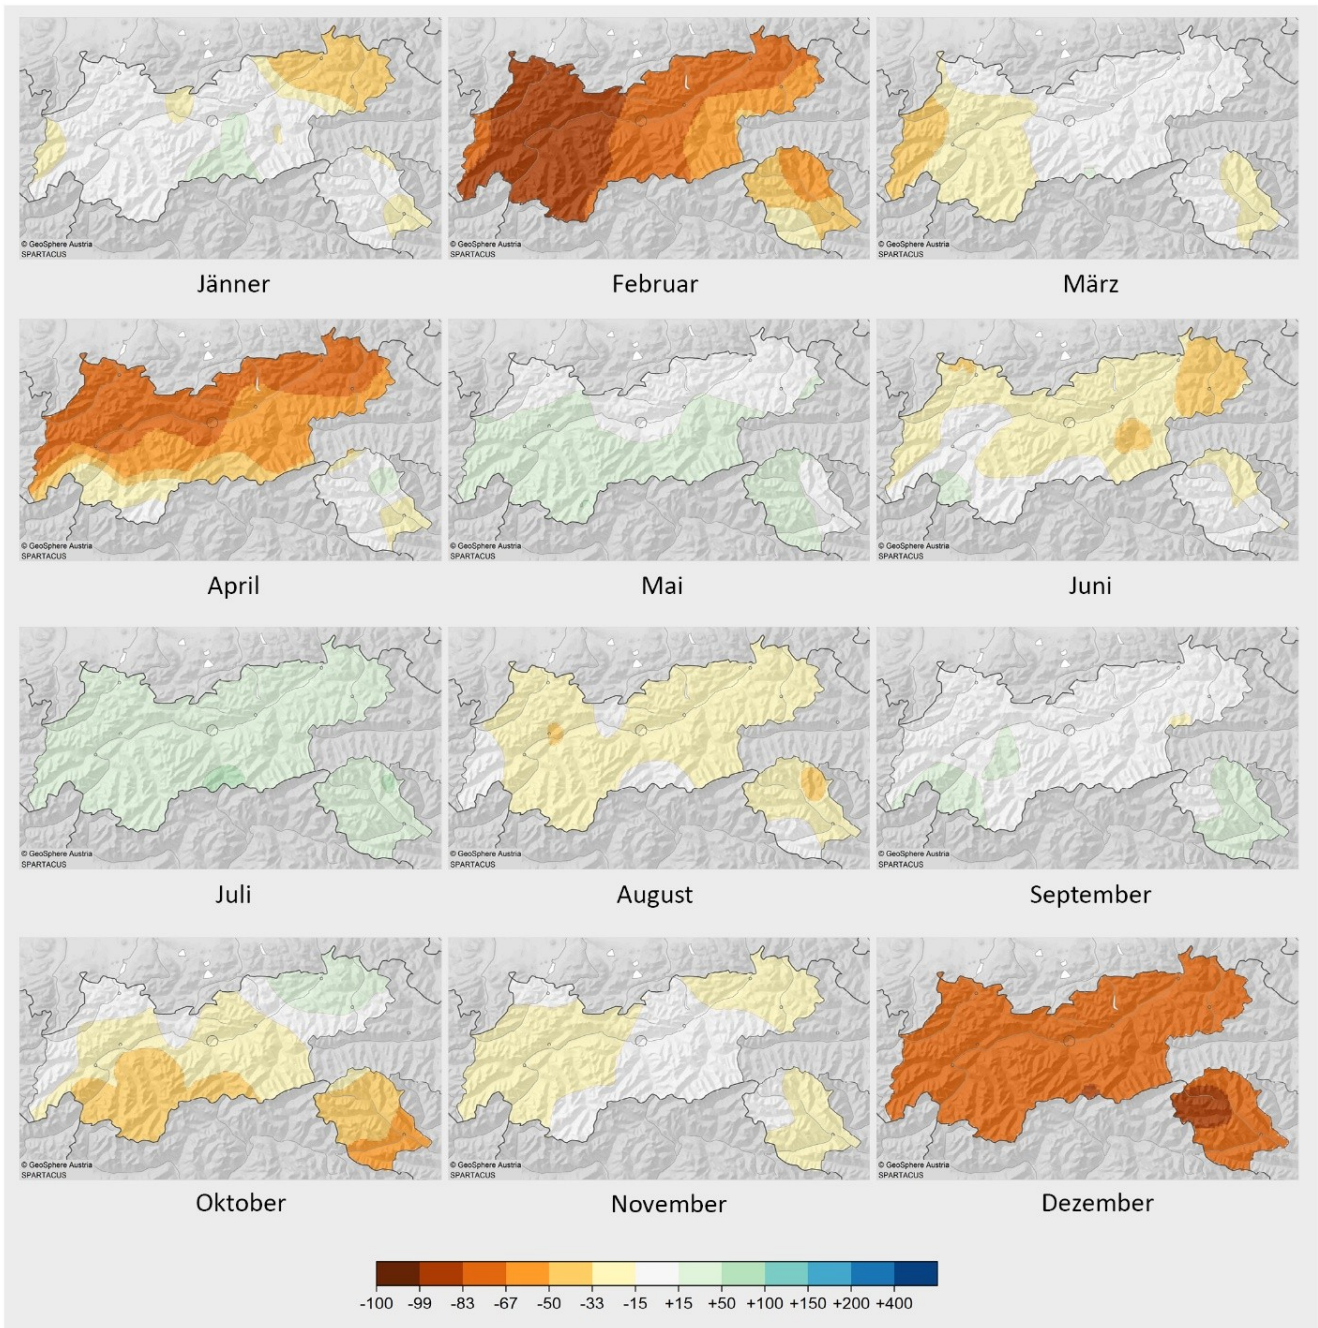 © GeoSphere Austria
SPARTACUS
© GeoSphere Austria
SPARTACUS
© GeoSphere Austria
SPARTACUS
Jänner
Februar
März
© GeoSphere Austria
SPARTACUS
© GeoSphere Austria
SPARTACUS
© GeoSphere Austria
SPARTACUS
April
Mai
Juni
© GeoSphere Austria
SPARTACUS
© GeoSphere Austria
SPARTACUS
© GeoSphere Austria
SPARTACUS
Juli
August
September
© GeoSphere Austria
SPARTACUS
© GeoSphere Austria
SPARTACUS
© GeoSphere Austria
SPARTACUS
Oktober
November
Dezember
-100 -99 -83 -67 -50 -33 -15 +15 +50 +100 +150 +200 +400